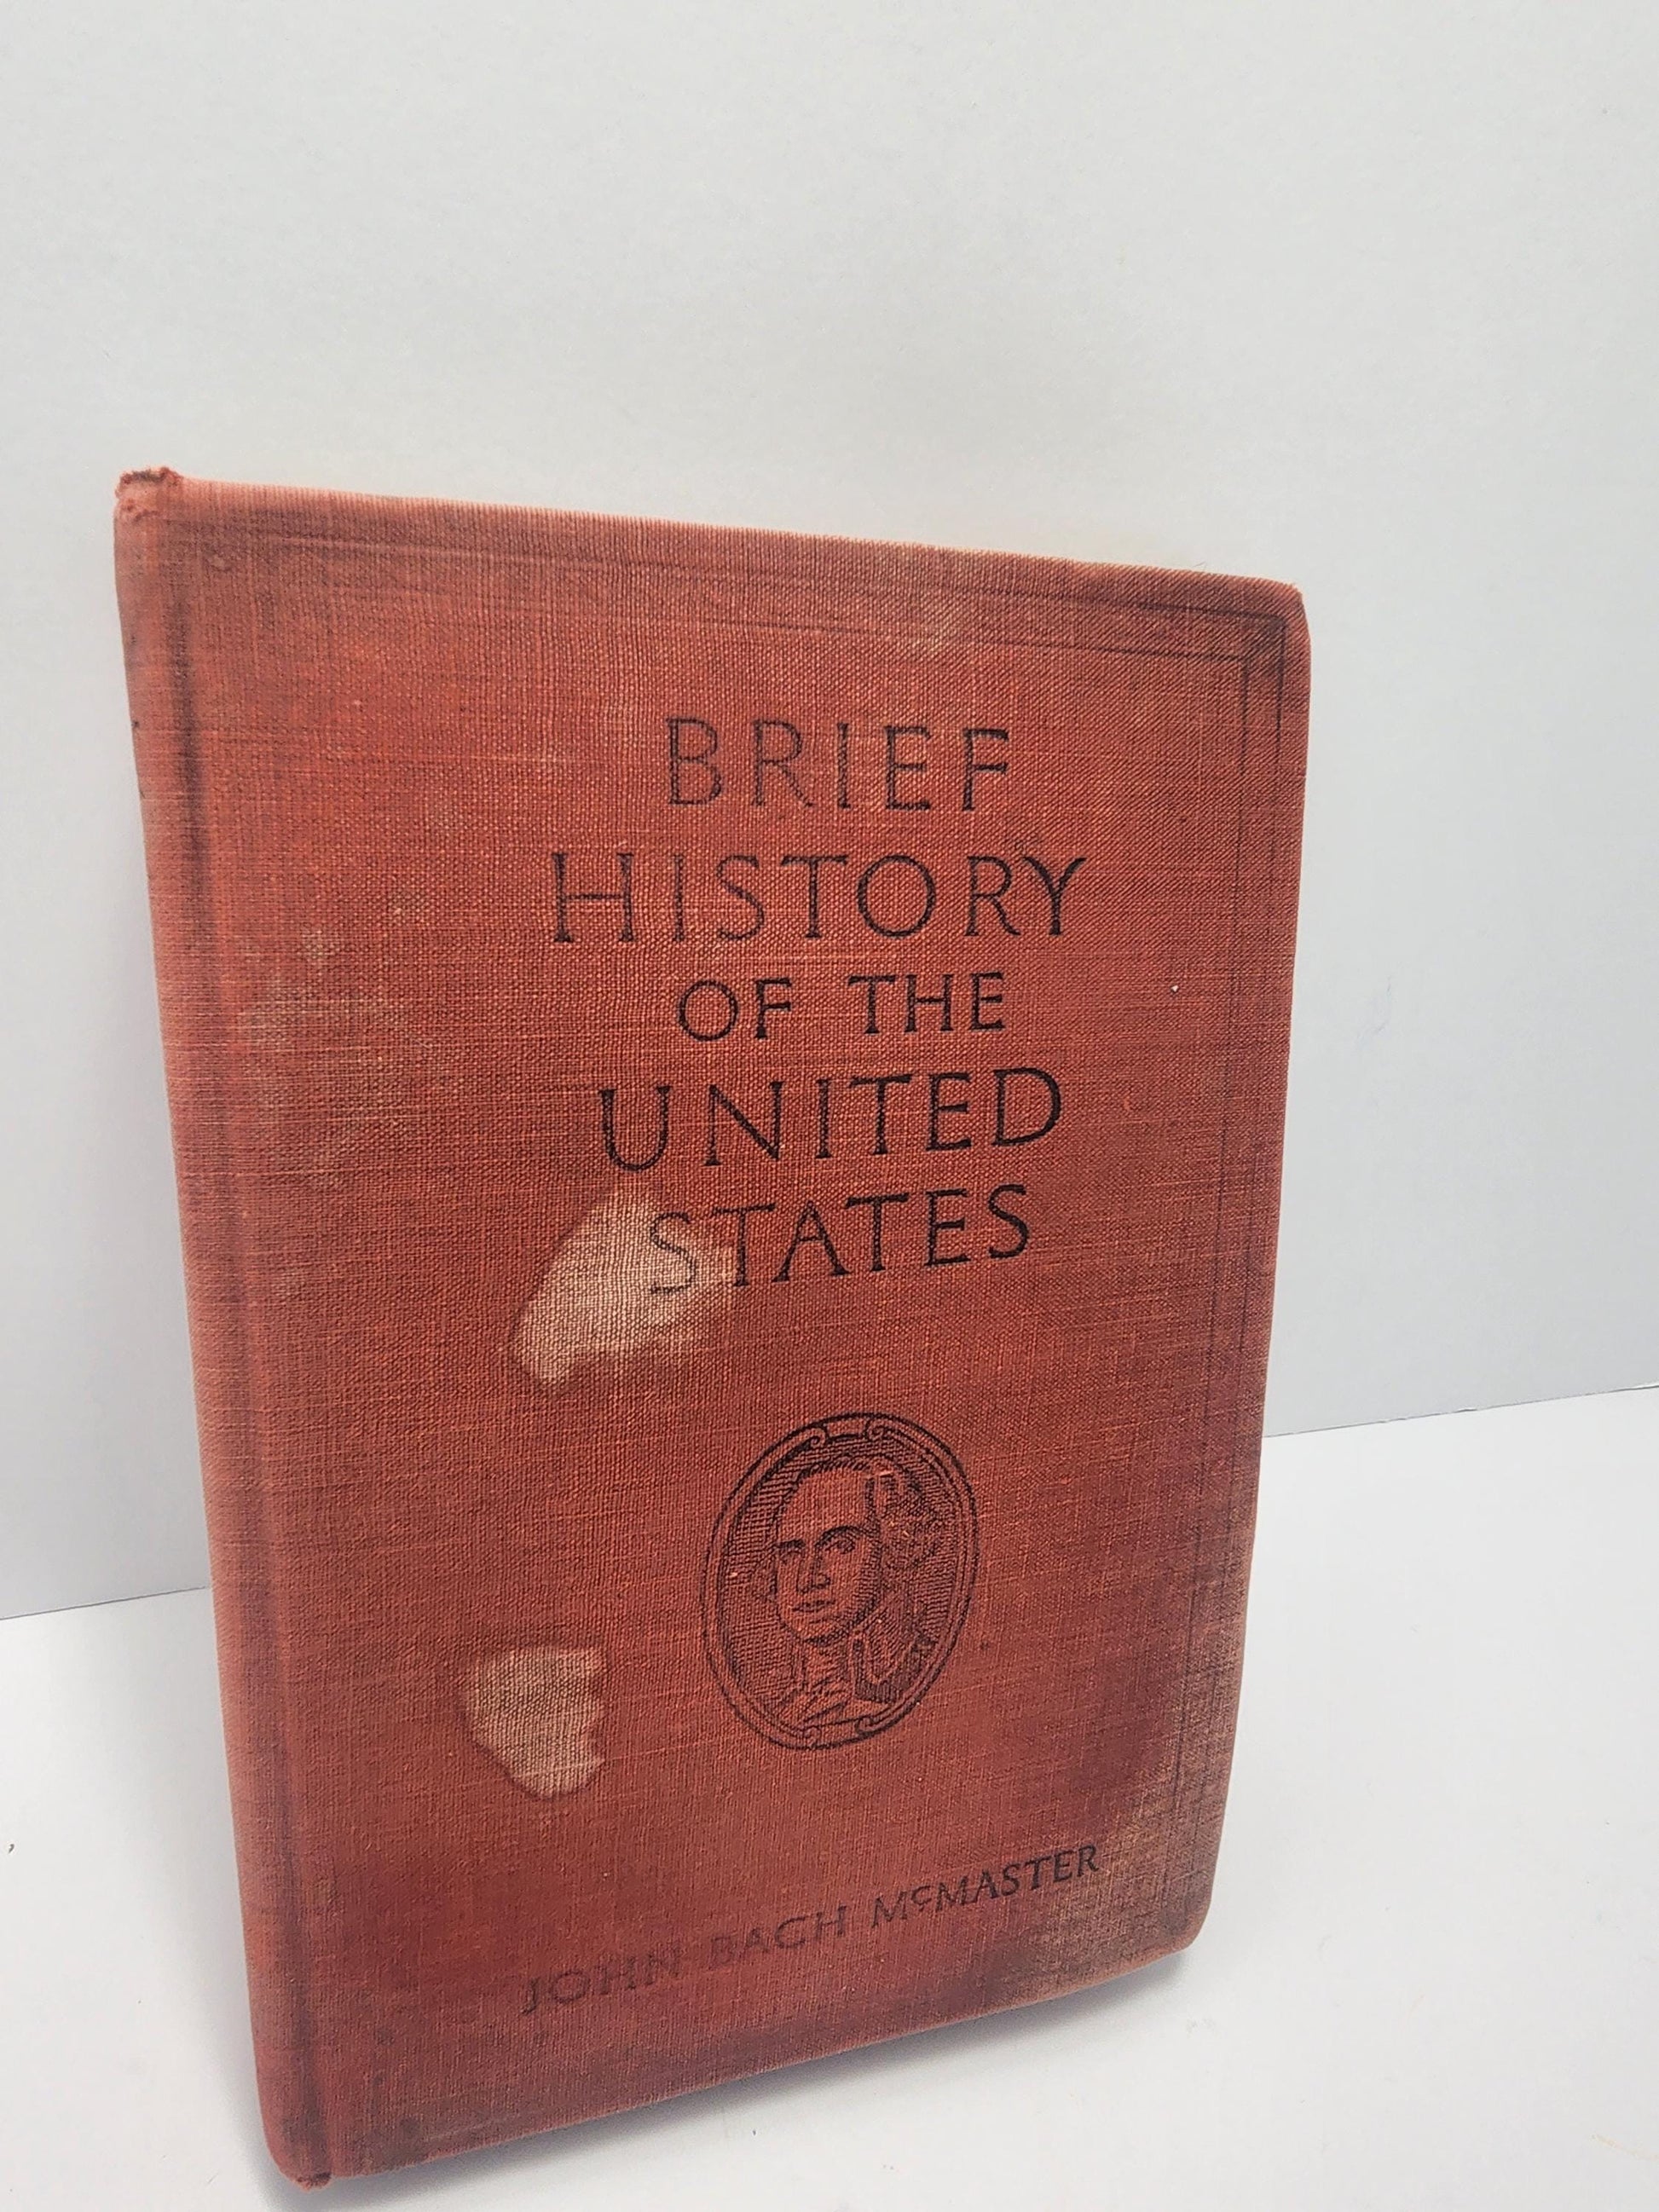 BRIEF
HISTORY
OF THE
UNITED
STATES
JOHN BACH McMASTER